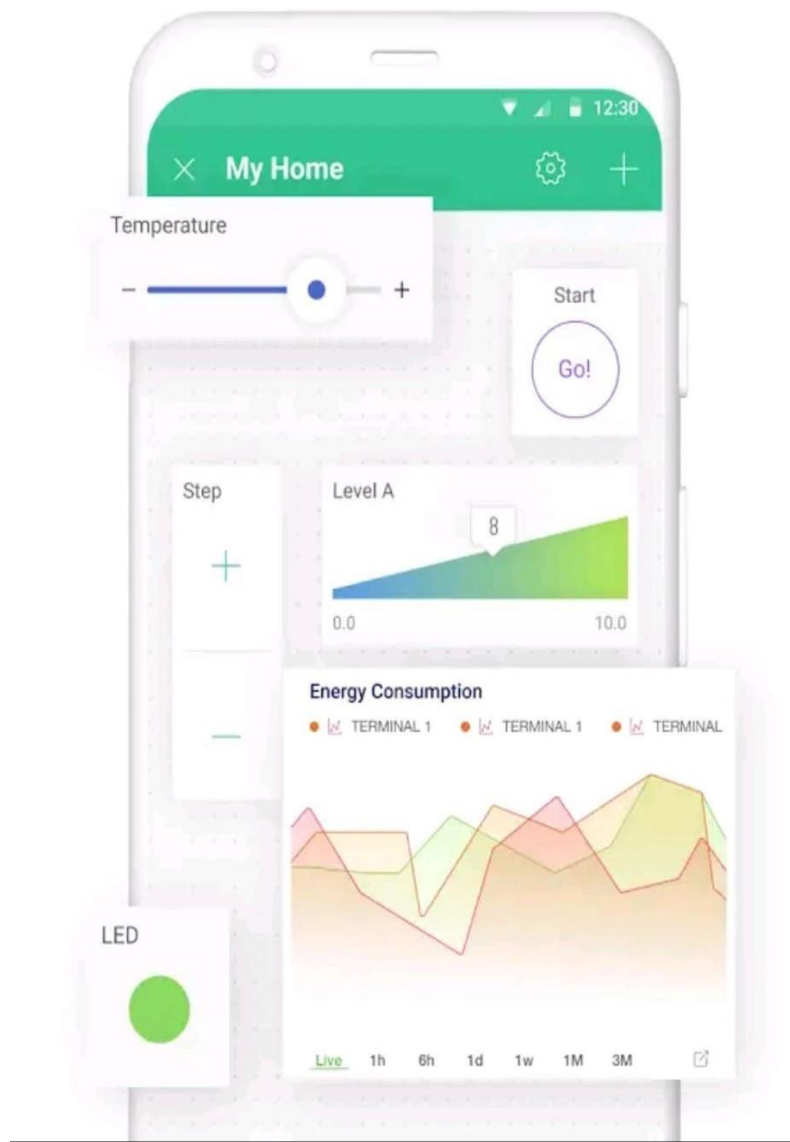 12:30
My Home
Temperature
− +
Start
Go!
Step
+
−
Level A
8
0.0 10.0
Energy Consumption
TERMINAL 1 TERMINAL 1 TERMINAL
LED
Live 1h 6h 1d 1w 1M 3M